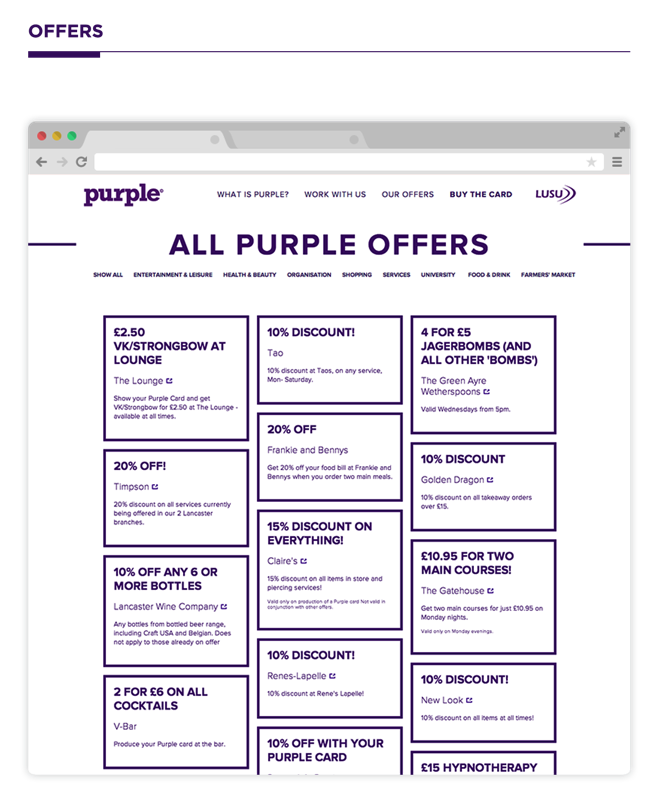 OFFERS
purple
WHAT IS PURPLE?
WORK WITH US
OUR OFFERS
BUY THE CARD
LUSU
ALL PURPLE OFFERS
SHOW ALL
ENTERTAINMENT & LEISURE
HEALTH & BEAUTY
ORGANISATION
SHOPPING
SERVICES
UNIVERSITY
FOOD & DRINK
FARMERS' MARKET
£2.50
VK/STRONGBOW AT
LOUNGE
The Lounge
Show your Purple Card and get
VK/Strongbow for £2.50 at The Lounge -
available at all times.
20% OFF!
Timpson
20% discount on all services currently
being offered in our 2 Lancaster
branches.
10% OFF ANY 6 OR
MORE BOTTLES
Lancaster Wine Company
Any bottles from bottled beer range,
including Craft USA and Belgian. Does
not apply to those already on offer
2 FOR £6 ON ALL
COCKTAILS
V-Bar
Produce your Purple card at the bar.
10% DISCOUNT!
Tao
10% discount at Taos, on any service,
Mon- Saturday.
20% OFF
Frankie and Bennys
Get 20% off your food bill at Frankie and
Bennys when you order two main meals.
15% DISCOUNT ON
EVERYTHING!
Claire's
15% discount on all items in store and
piercing services!
Valid only on production of a Purple card Not valid in
conjunction with other offers.
10% DISCOUNT!
Renes-Lapelle
10% discount at Rene's Lapelle!
10% OFF WITH YOUR
PURPLE CARD
4 FOR £5
JAGERBOMBS (AND
ALL OTHER 'BOMBS')
The Green Ayre
Wetherspoons
Valid Wednesdays from 5pm.
10% DISCOUNT
Golden Dragon
10% discount on all takeaway orders
over £15.
£10.95 FOR TWO
MAIN COURSES!
The Gatehouse
Get two main courses for just £10.95 on
Monday nights.
Valid only on Monday evenings.
10% DISCOUNT!
New Look
10% discount on all items at all times!
£15 HYPNOTHERAPY